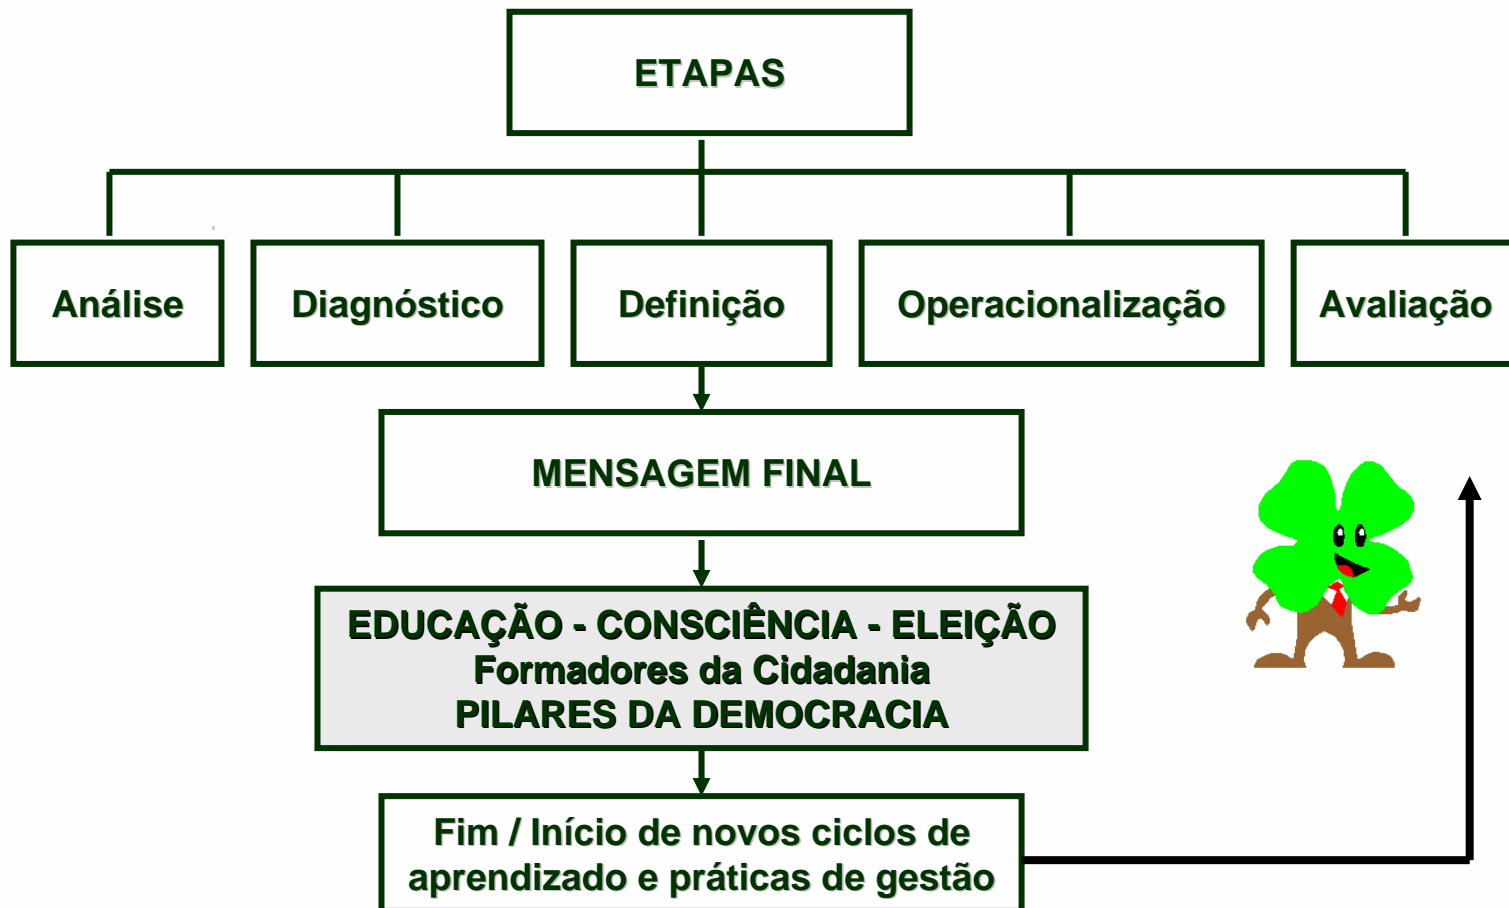 ETAPAS
Análise
Diagnóstico
Definição
Operacionalização
Avaliação
MENSAGEM FINAL
EDUCAÇÃO - CONSCIÊNCIA - ELEIÇÃO
Formadores da Cidadania
PILARES DA DEMOCRACIA
Fim / Início de novos ciclos de
aprendizado e práticas de gestão